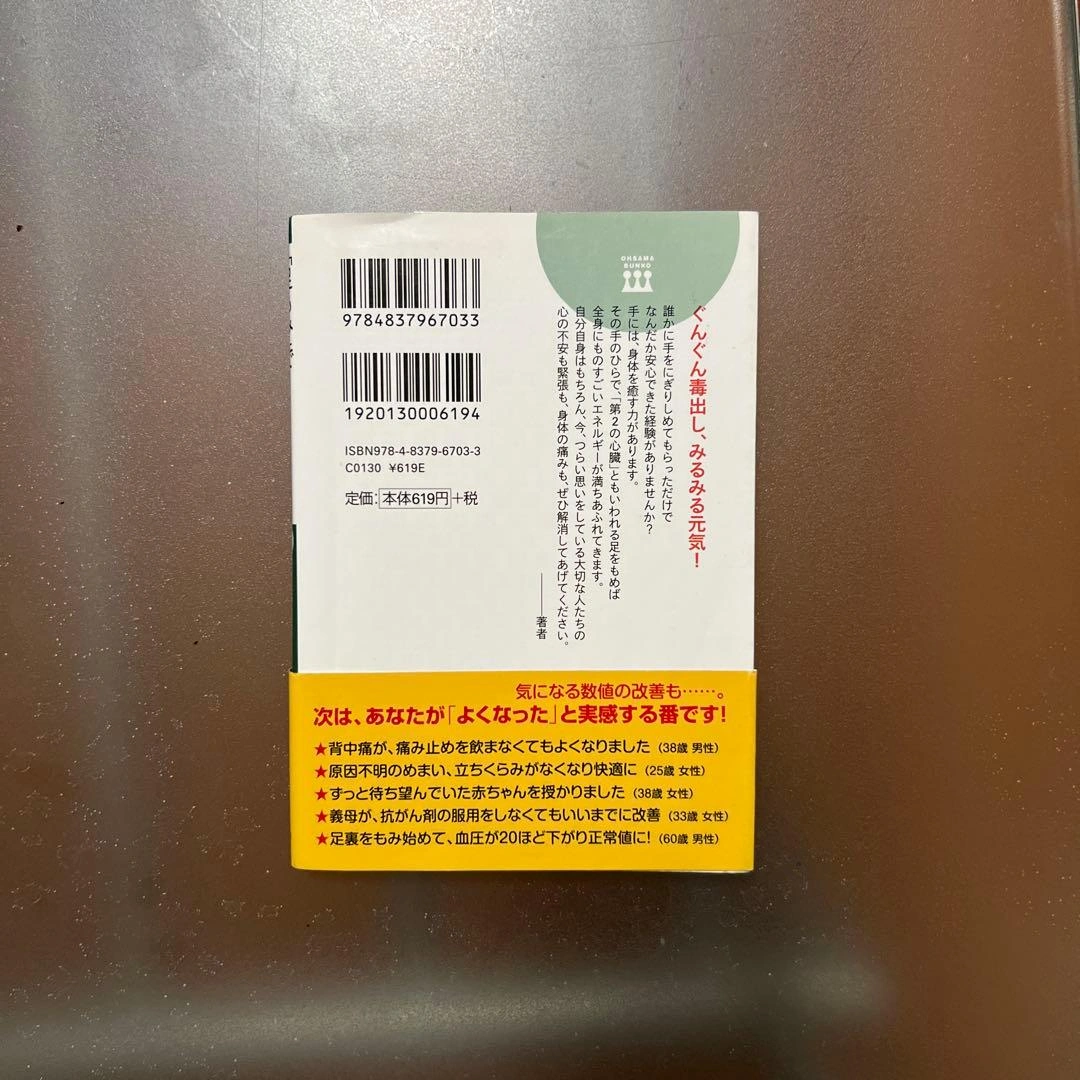 OHSAMA
BUNKO
ぐんぐん毒出し、みるみる元気！
誰かに手をにぎりしめてもらっただけで
なんだか安心できた経験がありませんか？
手には、身体を癒す力があります。
その手のひらで、「第２の心臓」ともいわれる足をもめば
全身にものすごいエネルギーが満ちあふれてきます。
自分自身はもちろん、今、つらい思いをしている大切な人たちの
心の不安も緊張も、身体の痛みも、ぜひ解消してあげてください。
――著者
9784837967033
1920130006194
ISBN978-4-8379-6703-3
C0130 ¥619E
定価：本体619円+税
気になる数値の改善も……。
次は、あなたが「よくなった」と実感する番です！
★背中痛が、痛み止めを飲まなくてもよくなりました（38歳 男性）
★原因不明のめまい、立ちくらみがなくなり快適に（25歳 女性）
★ずっと待ち望んでいた赤ちゃんを授かりました（38歳 女性）
★義母が、抗がん剤の服用をしなくてもいいまでに改善（33歳 女性）
★足裏をもみ始めて、血圧が20ほど下がり正常値に！（60歳 男性）